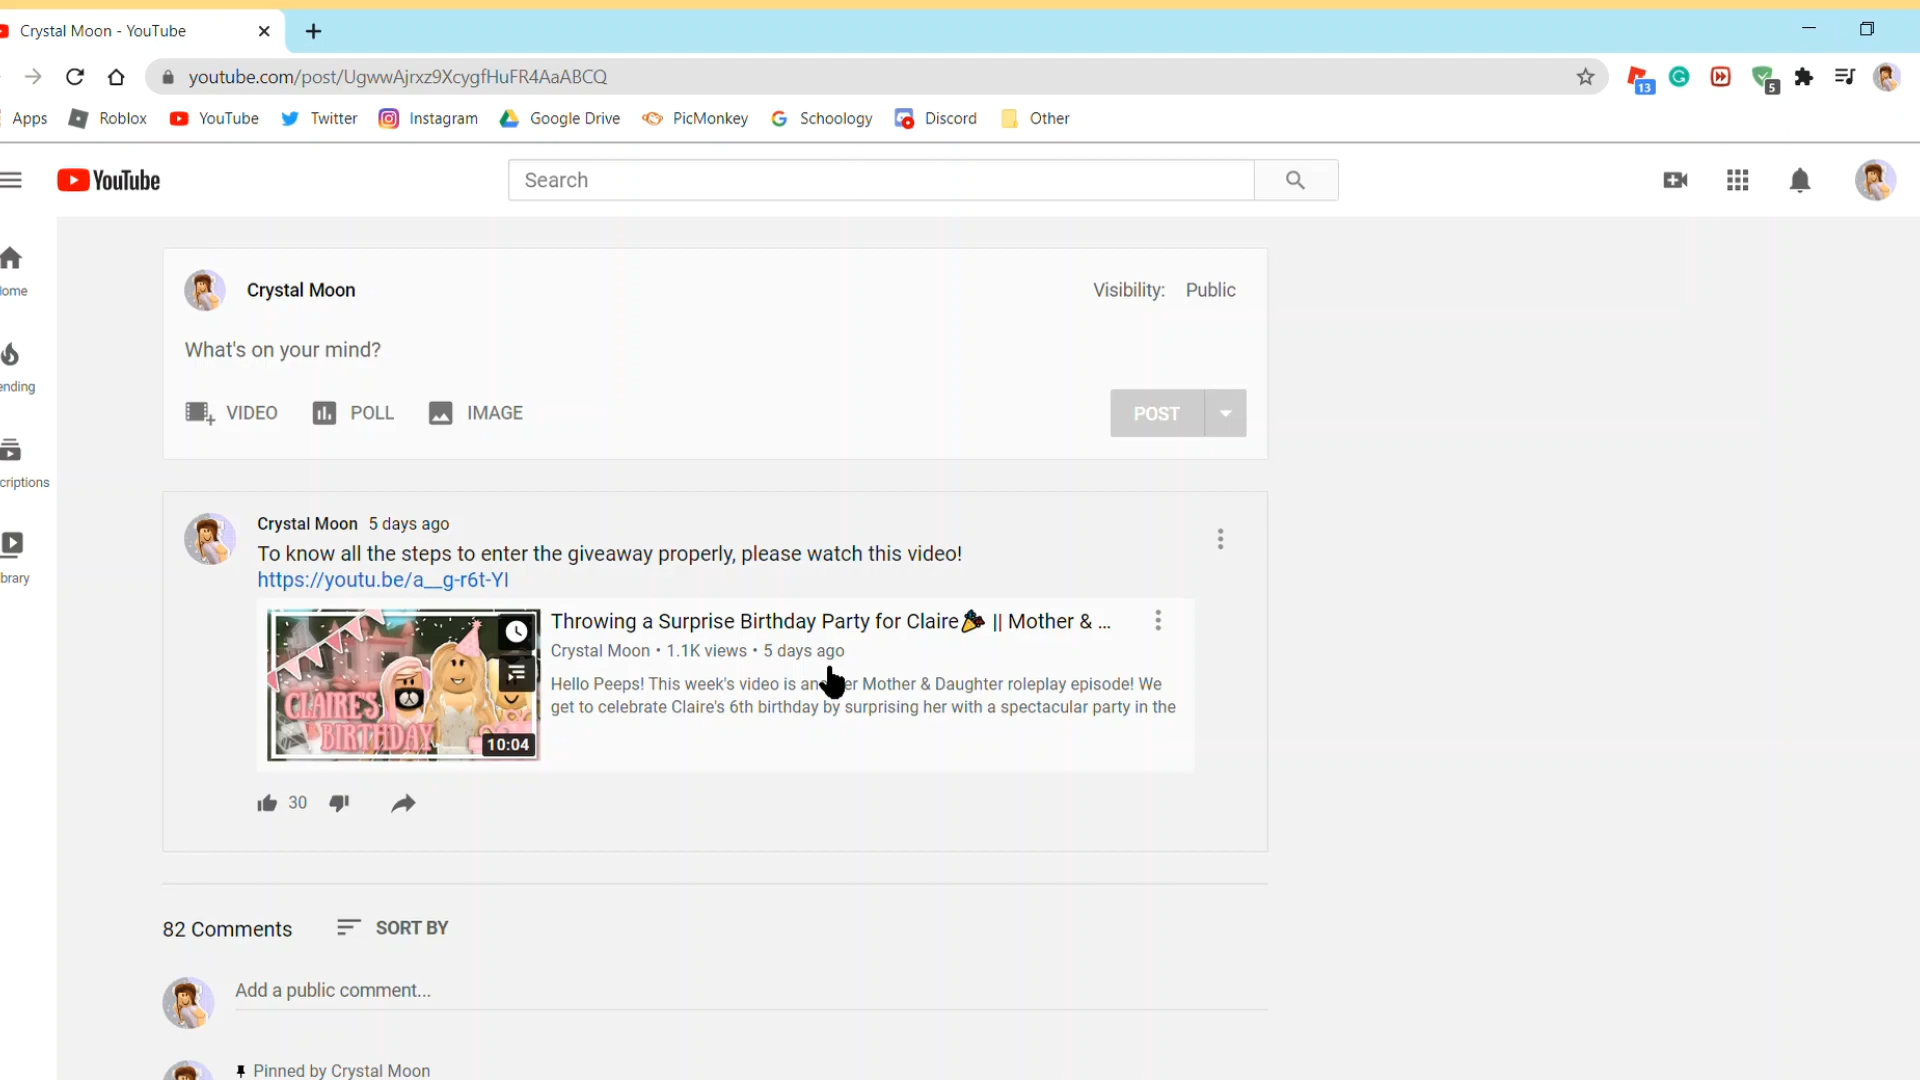 Crystal Moon - YouTube
youtube.com/post/UgwwAjrxz9XcygfHuFR4AaABCQ
13
5
Apps Roblox YouTube Twitter Instagram Google Drive PicMonkey Schoology Discord Other
YouTube
Search
Crystal Moon
Visibility: Public
What's on your mind?
VIDEO POLL IMAGE
POST
ome
ending
criptions
brary
Crystal Moon 5 days ago
To know all the steps to enter the giveaway properly, please watch this video!
https://youtu.be/a__g-r6t-YI
CLAIRE'S
BIRTHDAY
10:04
Throwing a Surprise Birthday Party for Claire🎉 || Mother & ...
Crystal Moon • 1.1K views • 5 days ago
Hello Peeps! This week's video is an er Mother & Daughter roleplay episode! We
get to celebrate Claire's 6th birthday by surprising her with a spectacular party in the
30
82 Comments
SORT BY
Add a public comment...
Pinned by Crystal Moon